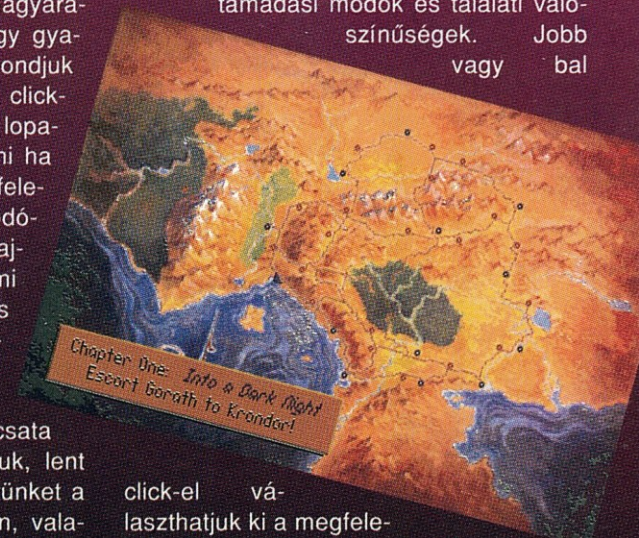 agyará-
gy gya-
ondjuk
click-
lopa-
ni ha
fele-
dó-
aj-
mi
s
csata
uk, lent
ünket a
n, vala-
támadási módok és találati való-
színűségek. Jobb
vagy bal
Chapter One: Into a Dark Night
Escort Gorath to Krondor!
click-el vá-
laszthatjuk ki a megfele-